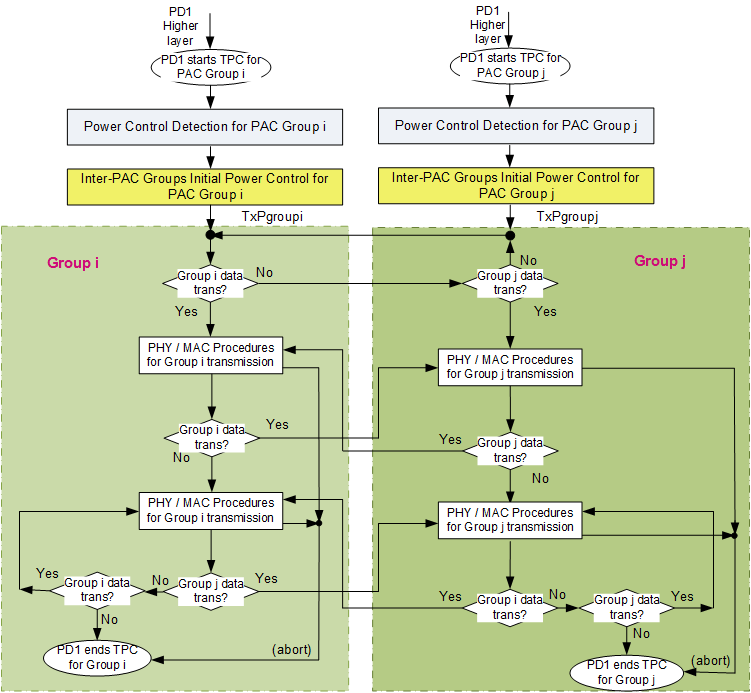 PD1
Higher
layer
PD1 starts TPC for
PAC Group i
Power Control Detection for PAC Group i
Inter-PAC Groups Initial Power Control for
PAC Group i
TxPgroupi
PD1
Higher
layer
PD1 starts TPC for
PAC Group j
Power Control Detection for PAC Group j
Inter-PAC Groups Initial Power Control for
PAC Group j
TxPgroupj
Group i
Group i data
trans?
No
Yes
PHY / MAC Procedures
for Group i transmission
Group i data
trans?
Yes
No
PHY / MAC Procedures
for Group i transmission
Group j data
trans?
Yes
No
Group i data
trans?
Yes
No
PD1 ends TPC
for Group i
(abort)
Group j
No
Group j data
trans?
Yes
PHY / MAC Procedures
for Group j transmission
Yes
Group j data
trans?
No
PHY / MAC Procedures
for Group j transmission
Yes
Group i data
trans?
No
Group j data
trans?
Yes
No
PD1 ends TPC
for Group j
(abort)